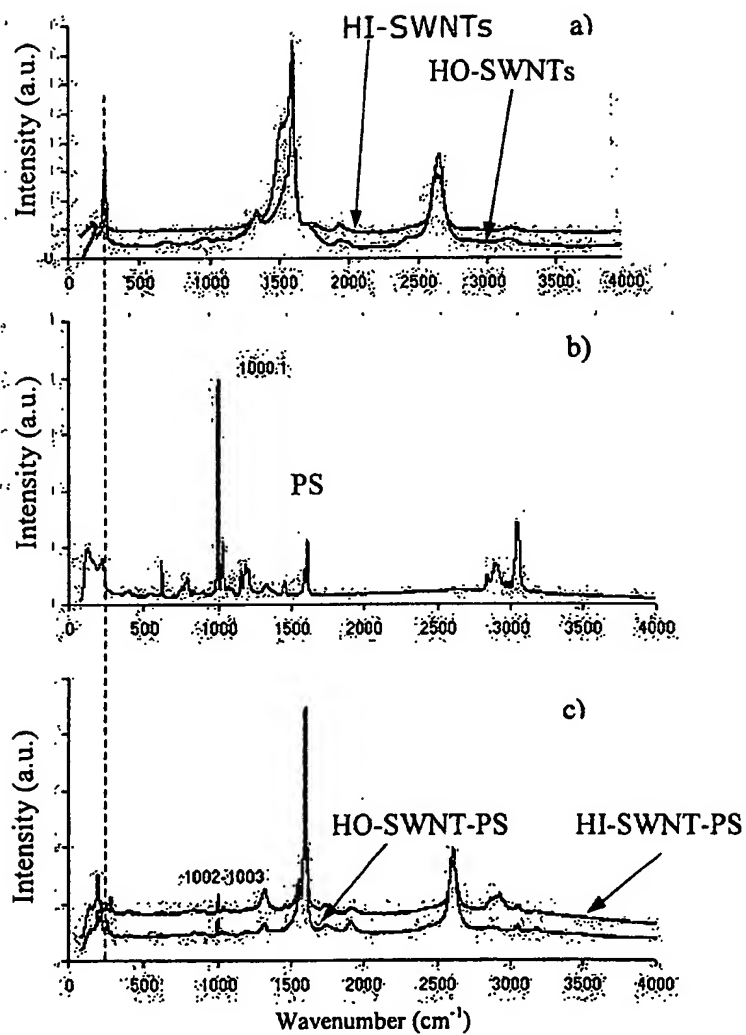 a)
HI-SWNTs
HO-SWNTs
Intensity (a.u.)
0 500 1000 1500 2000 2500 3000 3500 4000
b)
1000.1
PS
Intensity (a.u.)
0 500 1000 1500 2000 2500 3000 3500 4000
c)
HO-SWNT-PS
HI-SWNT-PS
1002-1003
Intensity (a.u.)
0 500 1000 1500 2000 2500 3000 3500 4000
Wavenumber (cm⁻¹)